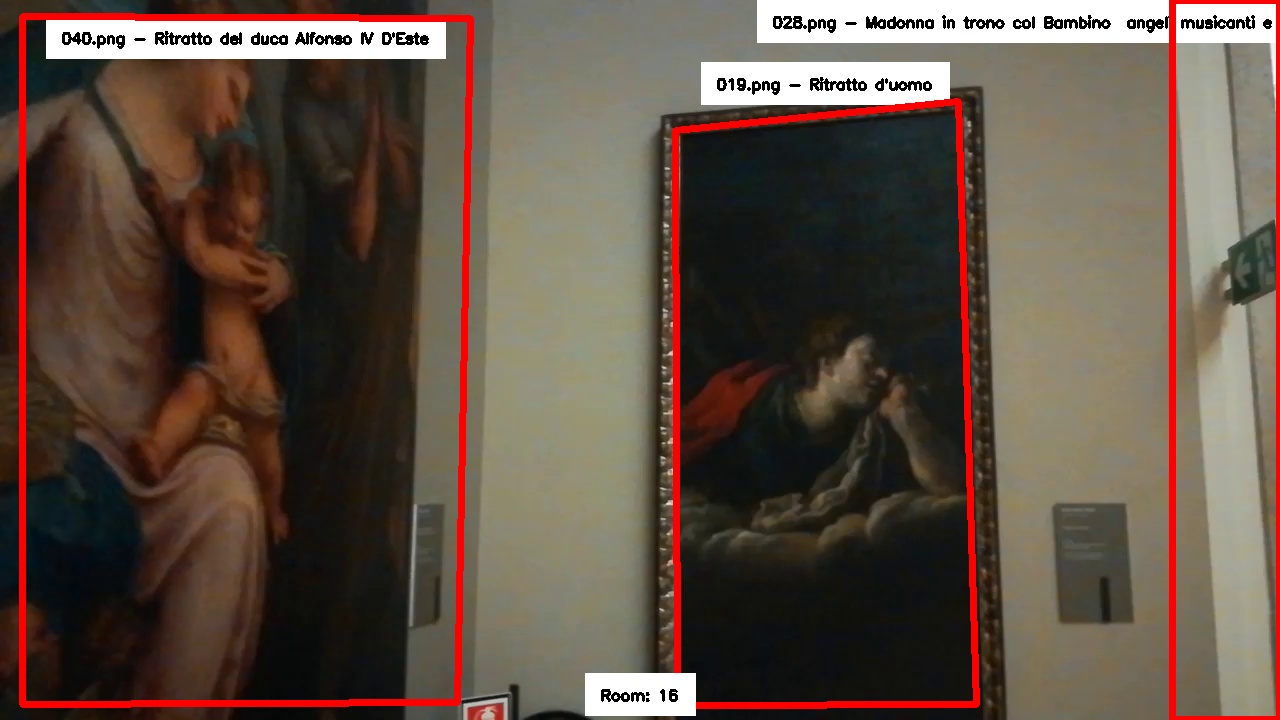 028.png - Madonna in trono col Bambino angeli musicanti e
040.png - Ritratto del duca Alfonso IV D'Este
019.png - Ritratto d'uomo
Room: 16